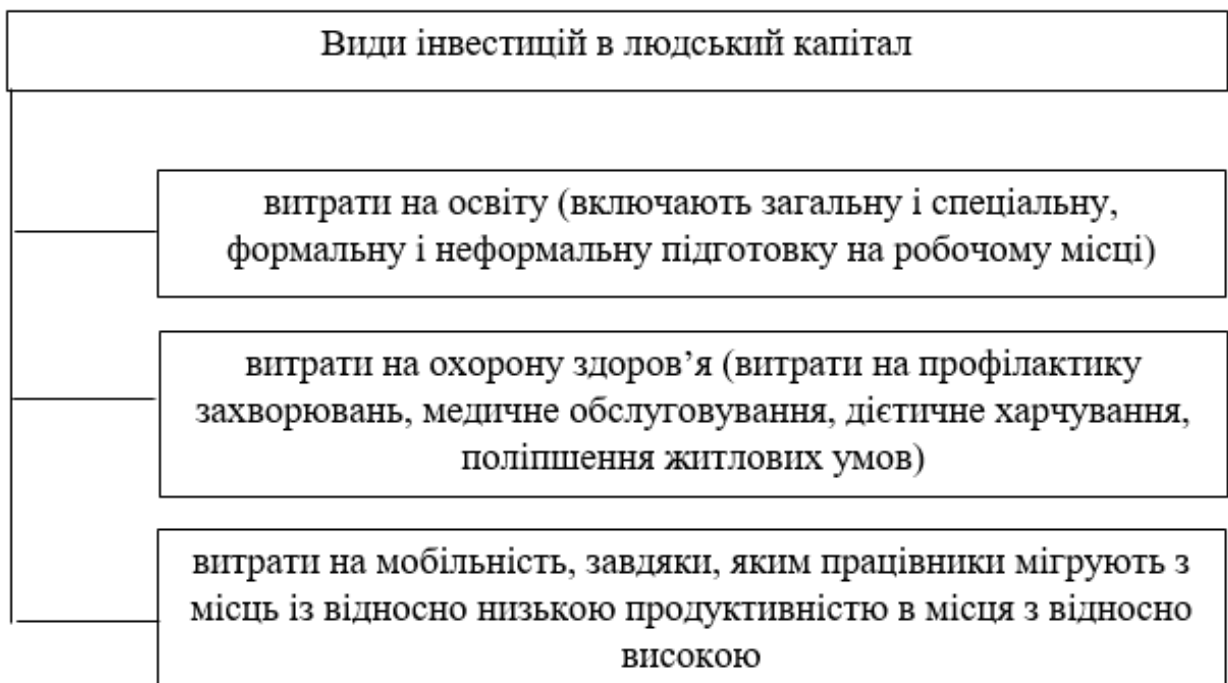 Види інвестицій в людський капітал
витрати на освіту (включають загальну і спеціальну,
формальну і неформальну підготовку на робочому місці)
витрати на охорону здоров’я (витрати на профілактику
захворювань, медичне обслуговування, дієтичне харчування,
поліпшення житлових умов)
витрати на мобільність, завдяки, яким працівники мігрують з
місць із відносно низькою продуктивністю в місця з відносно
високою